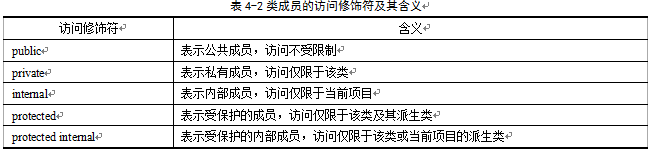 表 4-2 类成员的访问修饰符及其含义
访问修饰符 含义
public 表示公共成员，访问不受限制
private 表示私有成员，访问仅限于该类
internal 表示内部成员，访问仅限于当前项目
protected 表示受保护的成员，访问仅限于该类及其派生类
protected internal 表示受保护的内部成员，访问仅限于该类或当前项目的派生类